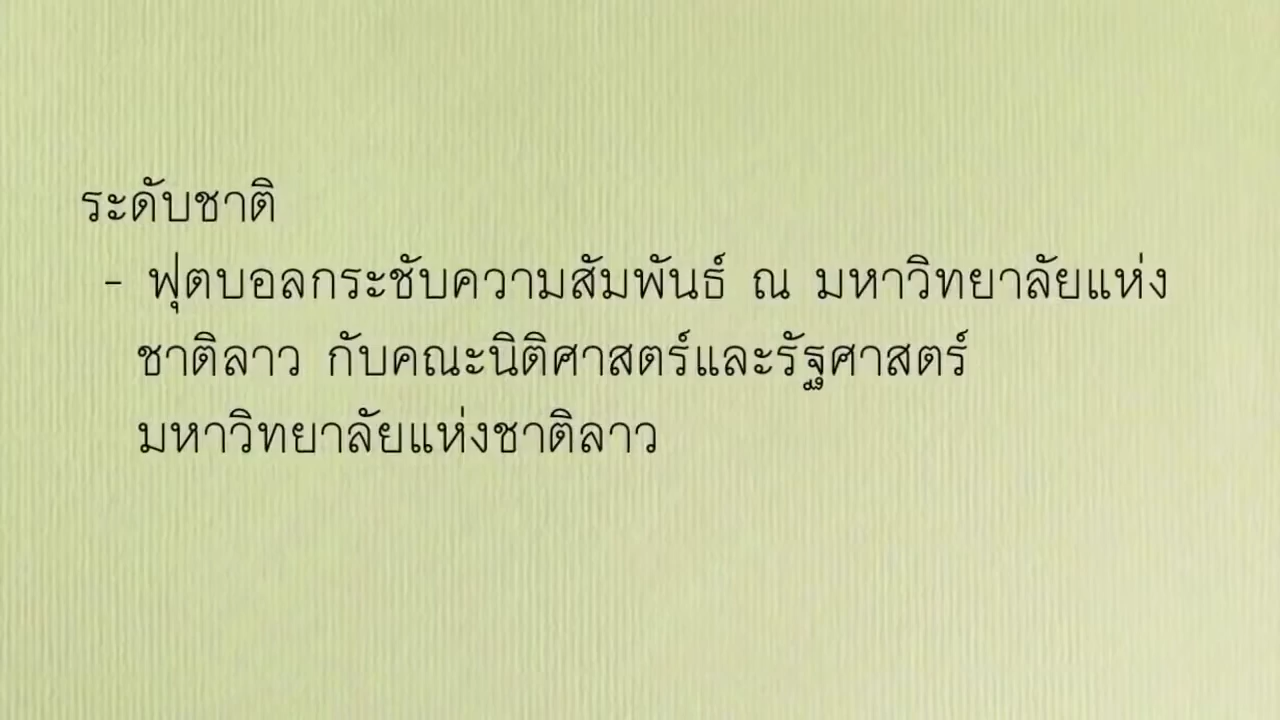 ระดับชาติ
- ฟุตบอลกระชับความสัมพันธ์ ณ มหาวิทยาลัยแห่ง
ชาติลาว กับคณะนิติศาสตร์และรัฐศาสตร์
มหาวิทยาลัยแห่งชาติลาว